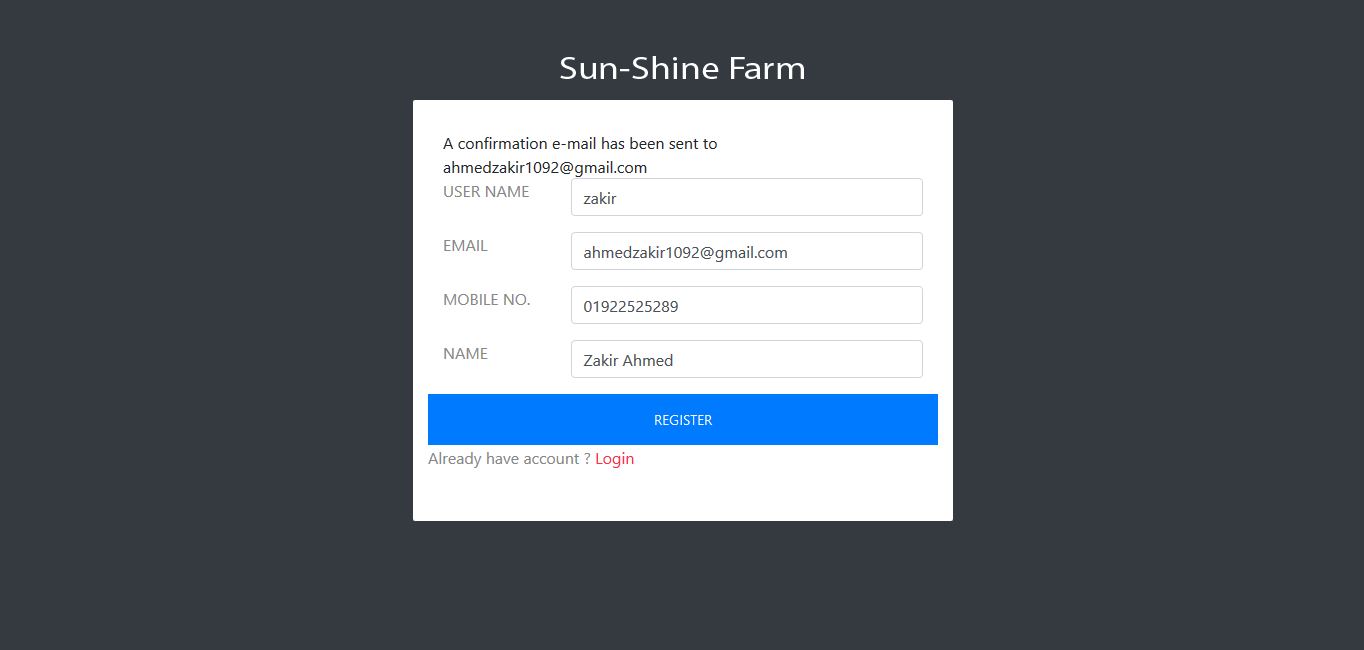 Sun-Shine Farm
A confirmation e-mail has been sent to
ahmedzakir1092@gmail.com
USER NAME zakir
EMAIL ahmedzakir1092@gmail.com
MOBILE NO. 01922525289
NAME Zakir Ahmed
REGISTER
Already have account ? Login